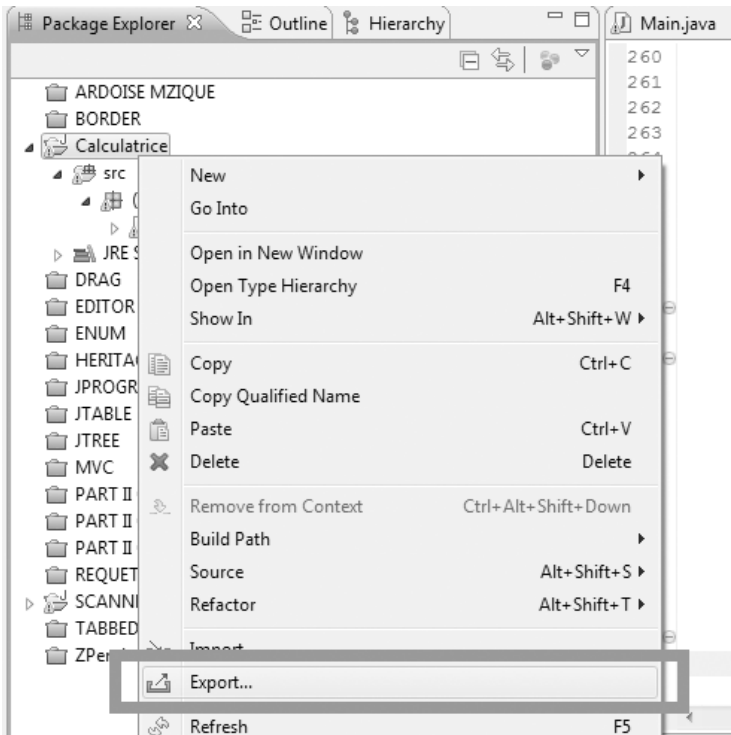 Package Explorer Outline Hierarchy Main.java
260
261
262
263
ARDOISE MZIQUE
BORDER
Calculatrice
src
(
JRE S
DRAG
EDITOR
ENUM
HERITA
JPROGR
JTABLE
JTREE
MVC
PART II
PART II
PART II
REQUET
SCANNI
TABBED
ZPer
New
Go Into
Open in New Window
Open Type Hierarchy F4
Show In Alt+Shift+W
Copy Ctrl+C
Copy Qualified Name
Paste Ctrl+V
Delete Delete
Remove from Context Ctrl+Alt+Shift+Down
Build Path
Source Alt+Shift+S
Refactor Alt+Shift+T
Import...
Export...
Refresh F5